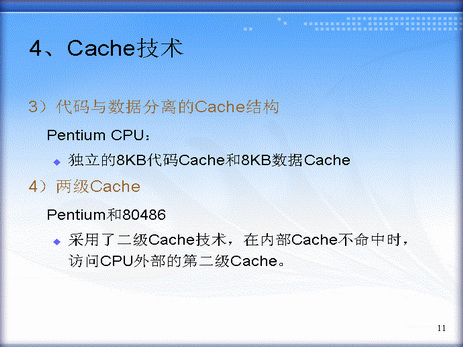 4、Cache技术
3）代码与数据分离的Cache结构
Pentium CPU：
独立的8KB代码Cache和8KB数据Cache
4）两级Cache
Pentium和80486
采用了二级Cache技术，在内部Cache不命中时，
访问CPU外部的第二级Cache。
11